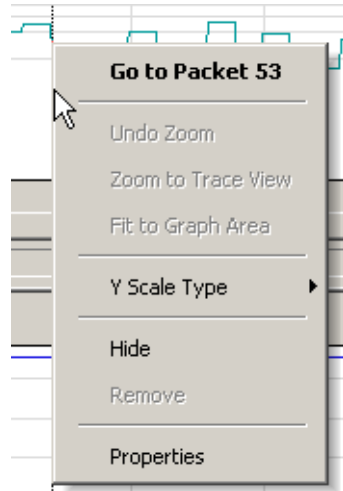 Go to Packet 53
Undo Zoom
Zoom to Trace View
Fit to Graph Area
Y Scale Type
Hide
Remove
Properties